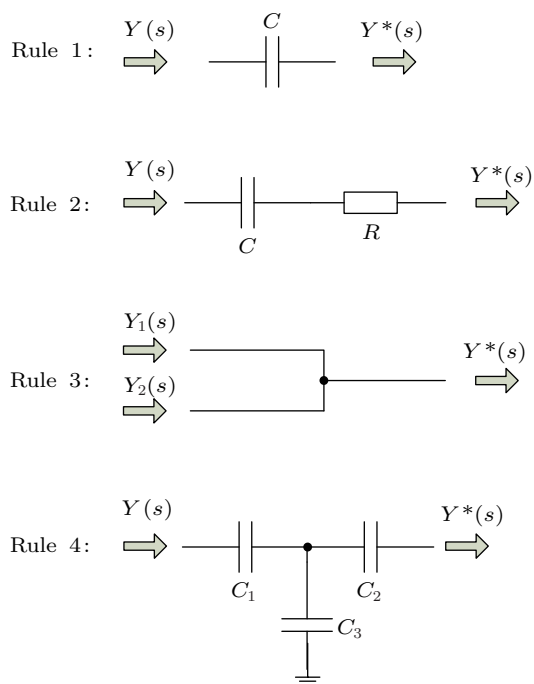 Y(s) C Y*(s)
Rule 1:
Y(s) Y*(s)
Rule 2:
C R
Y₁(s)
Y*(s)
Rule 3:
Y₂(s)
Y(s) Y*(s)
Rule 4:
C₁ C₂
C₃